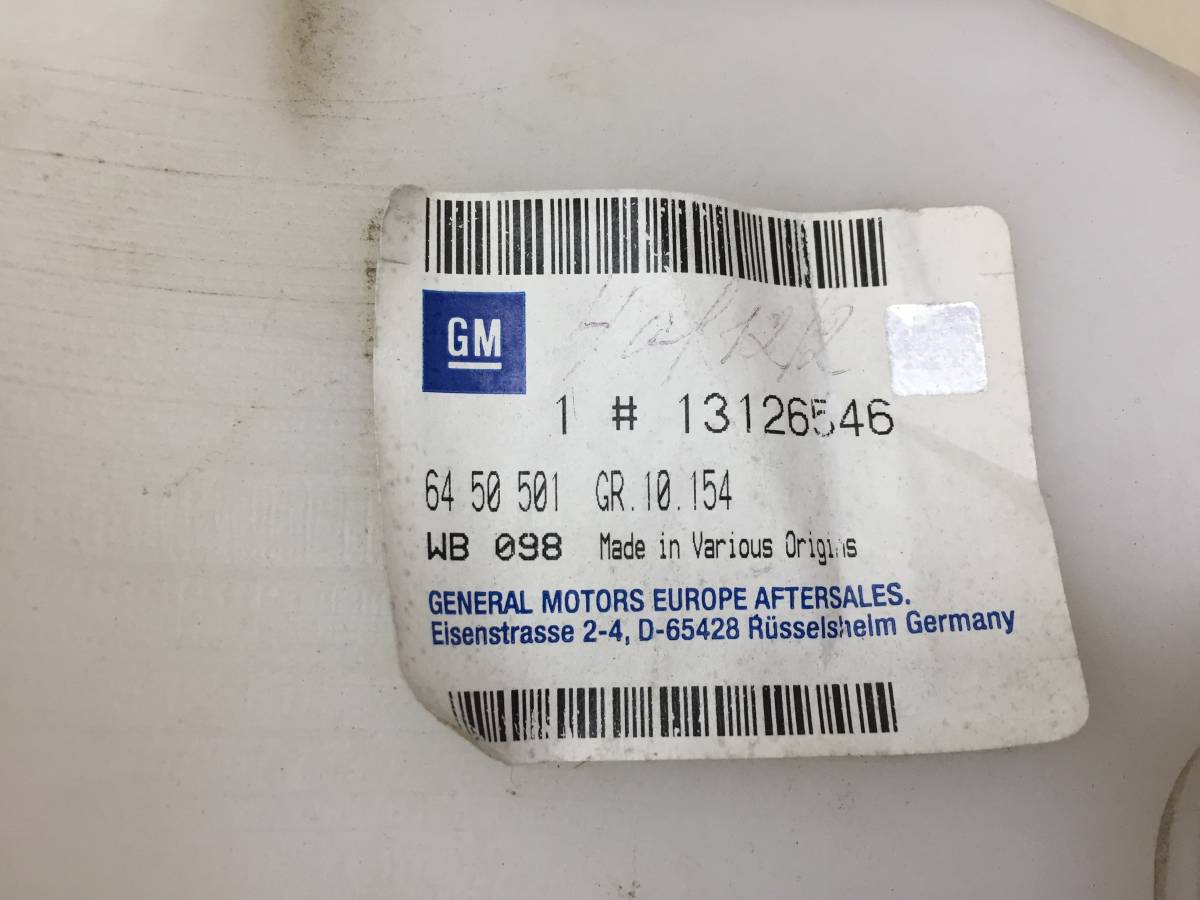 GM
1 # 13126546
64 50 501 GR.10.154
WB 098 Made in Various Origins
GENERAL MOTORS EUROPE AFTERSALES.
Eisenstrasse 2-4, D-65428 Rüsselsheim Germany